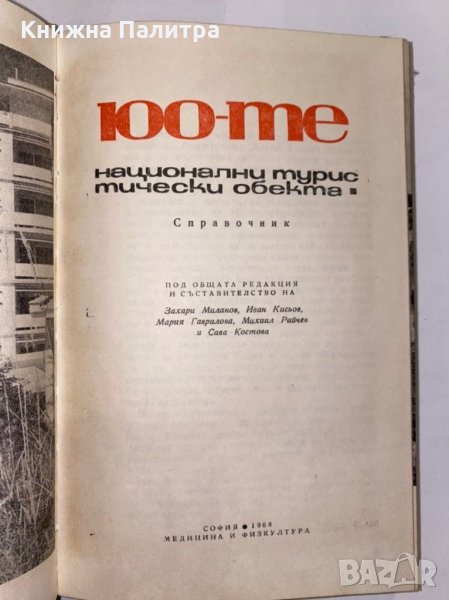 Книжна Палитра
100-те
национални турис
тически обекта
Справочник
ПОД ОБЩАТА РЕДАКЦИЯ
И СЪСТАВИТЕЛСТВО НА
Захари Миланов, Иван Кисьов,
Мария Гаврилова, Михаил Райчев
и Сава Костова
СОФИЯ • 1968
МЕДИЦИНА И ФИЗКУЛТУРА
BAZAR